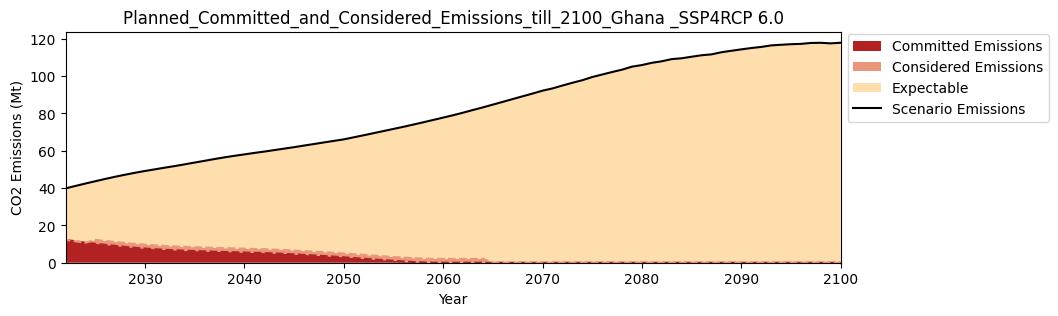 Planned_Committed_and_Considered_Emissions_till_2100_Ghana _SSP4RCP 6.0
120
100
80
60
40
20
0
CO2 Emissions (Mt)
2030
2040
2050
2060
2070
2080
2090
2100
Year
Committed Emissions
Considered Emissions
Expectable
Scenario Emissions